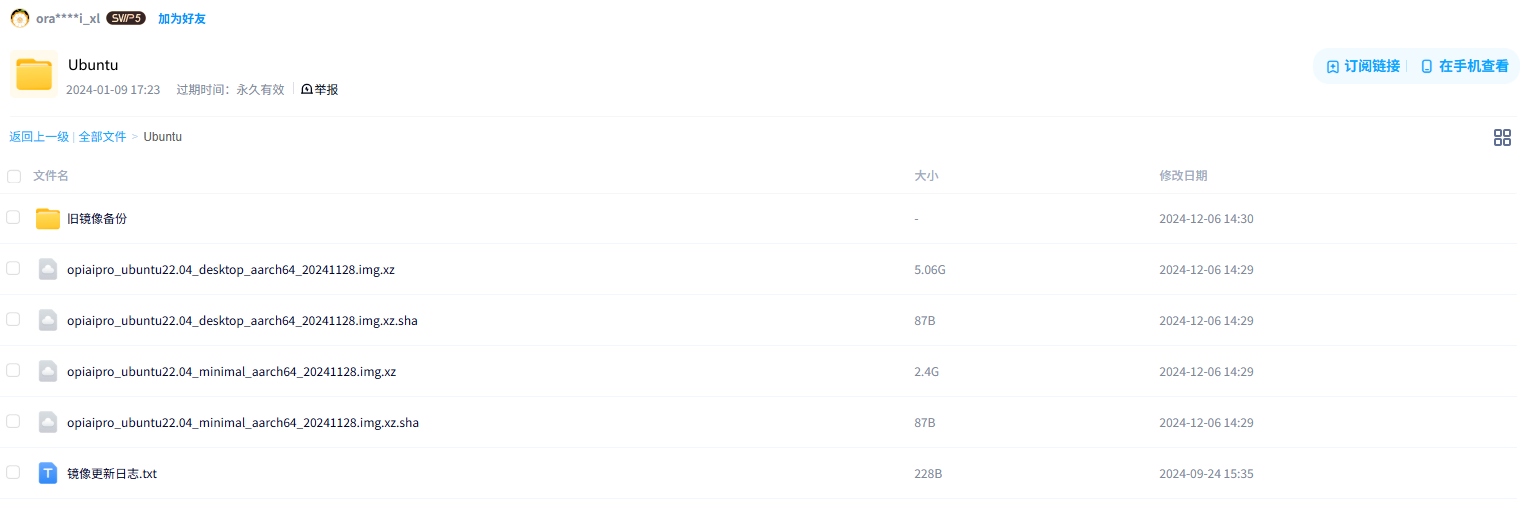 ora****i_xl SVIP5 加为好友
Ubuntu
2024-01-09 17:23 过期时间：永久有效 举报
订阅链接 在手机查看
返回上一级 | 全部文件 > Ubuntu
文件名 大小 修改日期
旧镜像备份 - 2024-12-06 14:30
opiaipro_ubuntu22.04_desktop_aarch64_20241128.img.xz 5.06G 2024-12-06 14:29
opiaipro_ubuntu22.04_desktop_aarch64_20241128.img.xz.sha 87B 2024-12-06 14:29
opiaipro_ubuntu22.04_minimal_aarch64_20241128.img.xz 2.4G 2024-12-06 14:29
opiaipro_ubuntu22.04_minimal_aarch64_20241128.img.xz.sha 87B 2024-12-06 14:29
镜像更新日志.txt 228B 2024-09-24 15:35